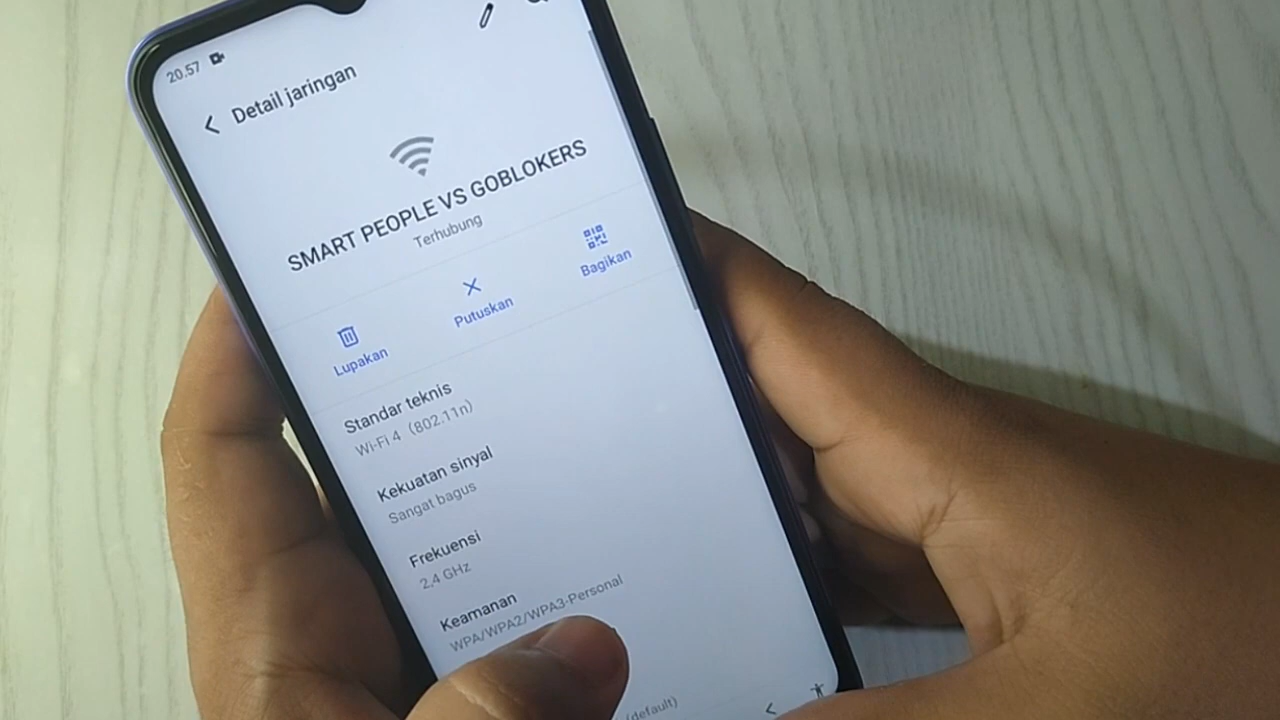 20.57
Detail jaringan
SMART PEOPLE VS GOBLOKERS
Terhubung
Lupakan
Putuskan
Bagikan
Standar teknis
Wi-Fi 4 (802.11n)
Kekuatan sinyal
Sangat bagus
Frekuensi
2,4 GHz
Keamanan
WPA/WPA2/WPA3-Personal
(default)